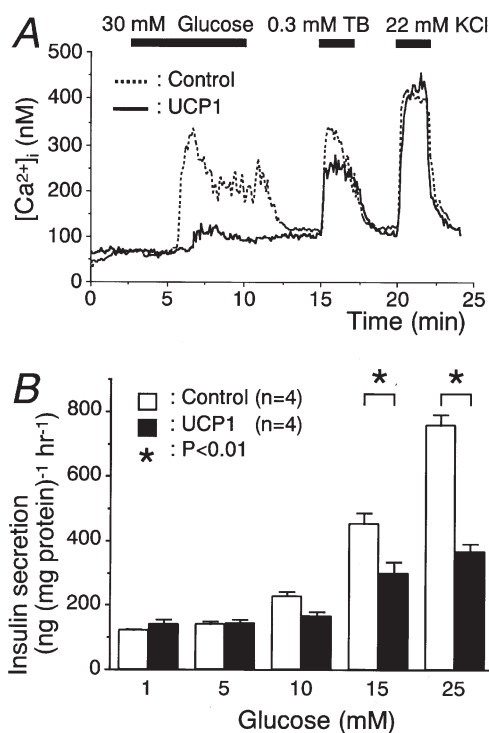 A
30 mM Glucose 0.3 mM TB 22 mM KCl
500
400
300
200
100
0
[Ca2+]i (nM)
: Control
: UCP1
0 5 10 15 20 25
Time (min)
B
: Control (n=4)
: UCP1 (n=4)
* : P<0.01
* *
800
600
400
200
0
Insulin secretion
(ng (mg protein)-1 hr-1)
1 5 10 15 25
Glucose (mM)